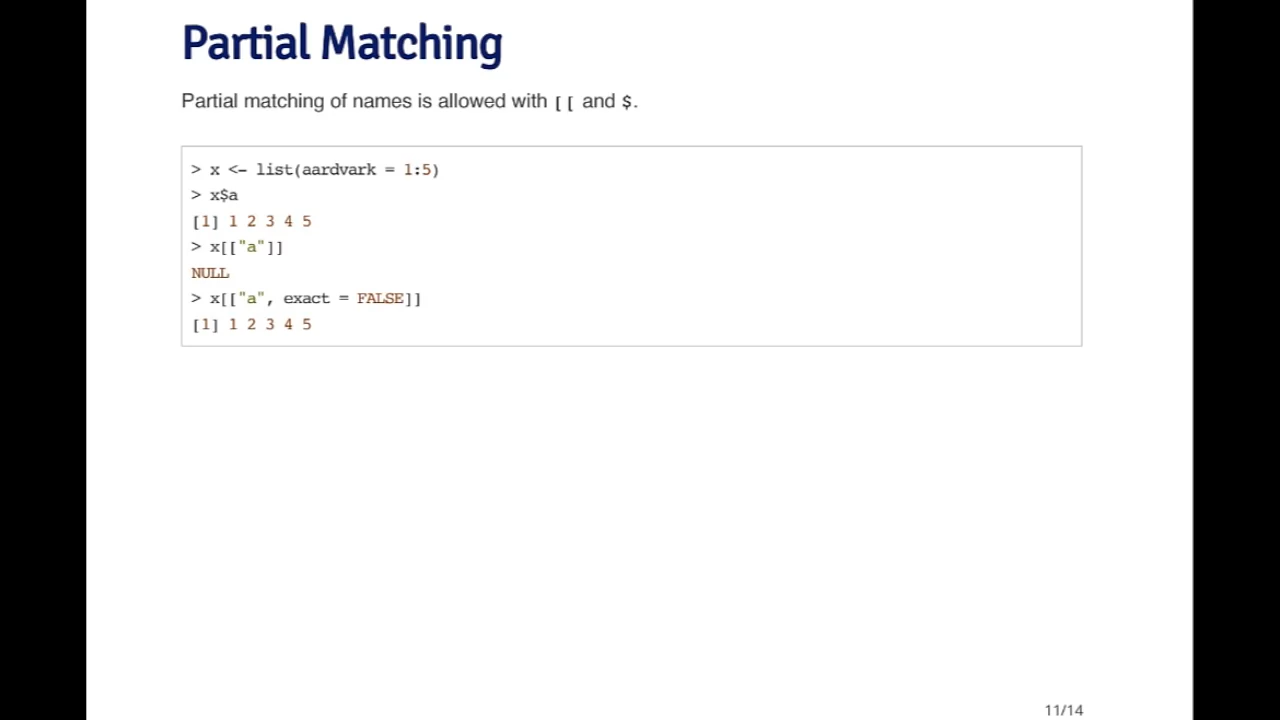 Partial Matching
Partial matching of names is allowed with [[ and $.
> x <- list(aardvark = 1:5)
> x$a
[1] 1 2 3 4 5
> x[["a"]]
NULL
> x[["a", exact = FALSE]]
[1] 1 2 3 4 5
11/14